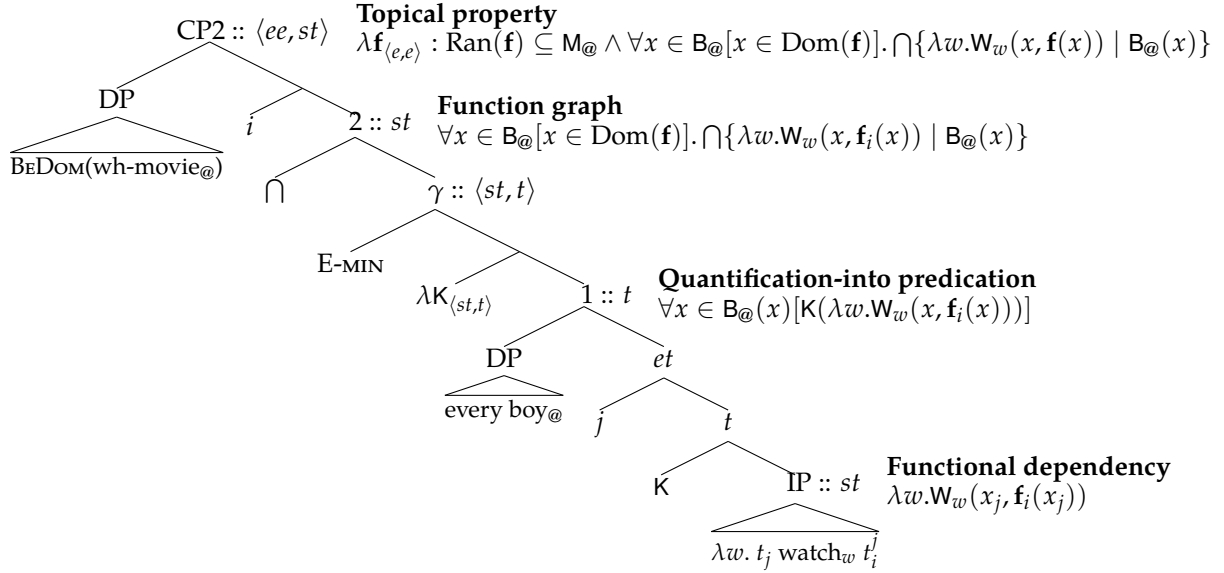 CP2 :: ⟨ee, st⟩
Topical property
λf⟨e,e⟩ : Ran(f) ⊆ M@ ∧ ∀x ∈ B@[x ∈ Dom(f)]. ⋂{λw.Ww(x, f(x)) | B@(x)}
DP
BeDom(wh-movie@)
i
2 :: st
Function graph
∀x ∈ B@[x ∈ Dom(f)]. ⋂{λw.Ww(x, fi(x)) | B@(x)}
⋂
γ :: ⟨st, t⟩
E-min
λK⟨st,t⟩
1 :: t
Quantification-into predication
∀x ∈ B@(x)[K(λw.Ww(x, fi(x)))]
DP
et
every boy@
j
t
K
IP :: st
Functional dependency
λw.Ww(xj, fi(xj))
λw. tj watchw tij